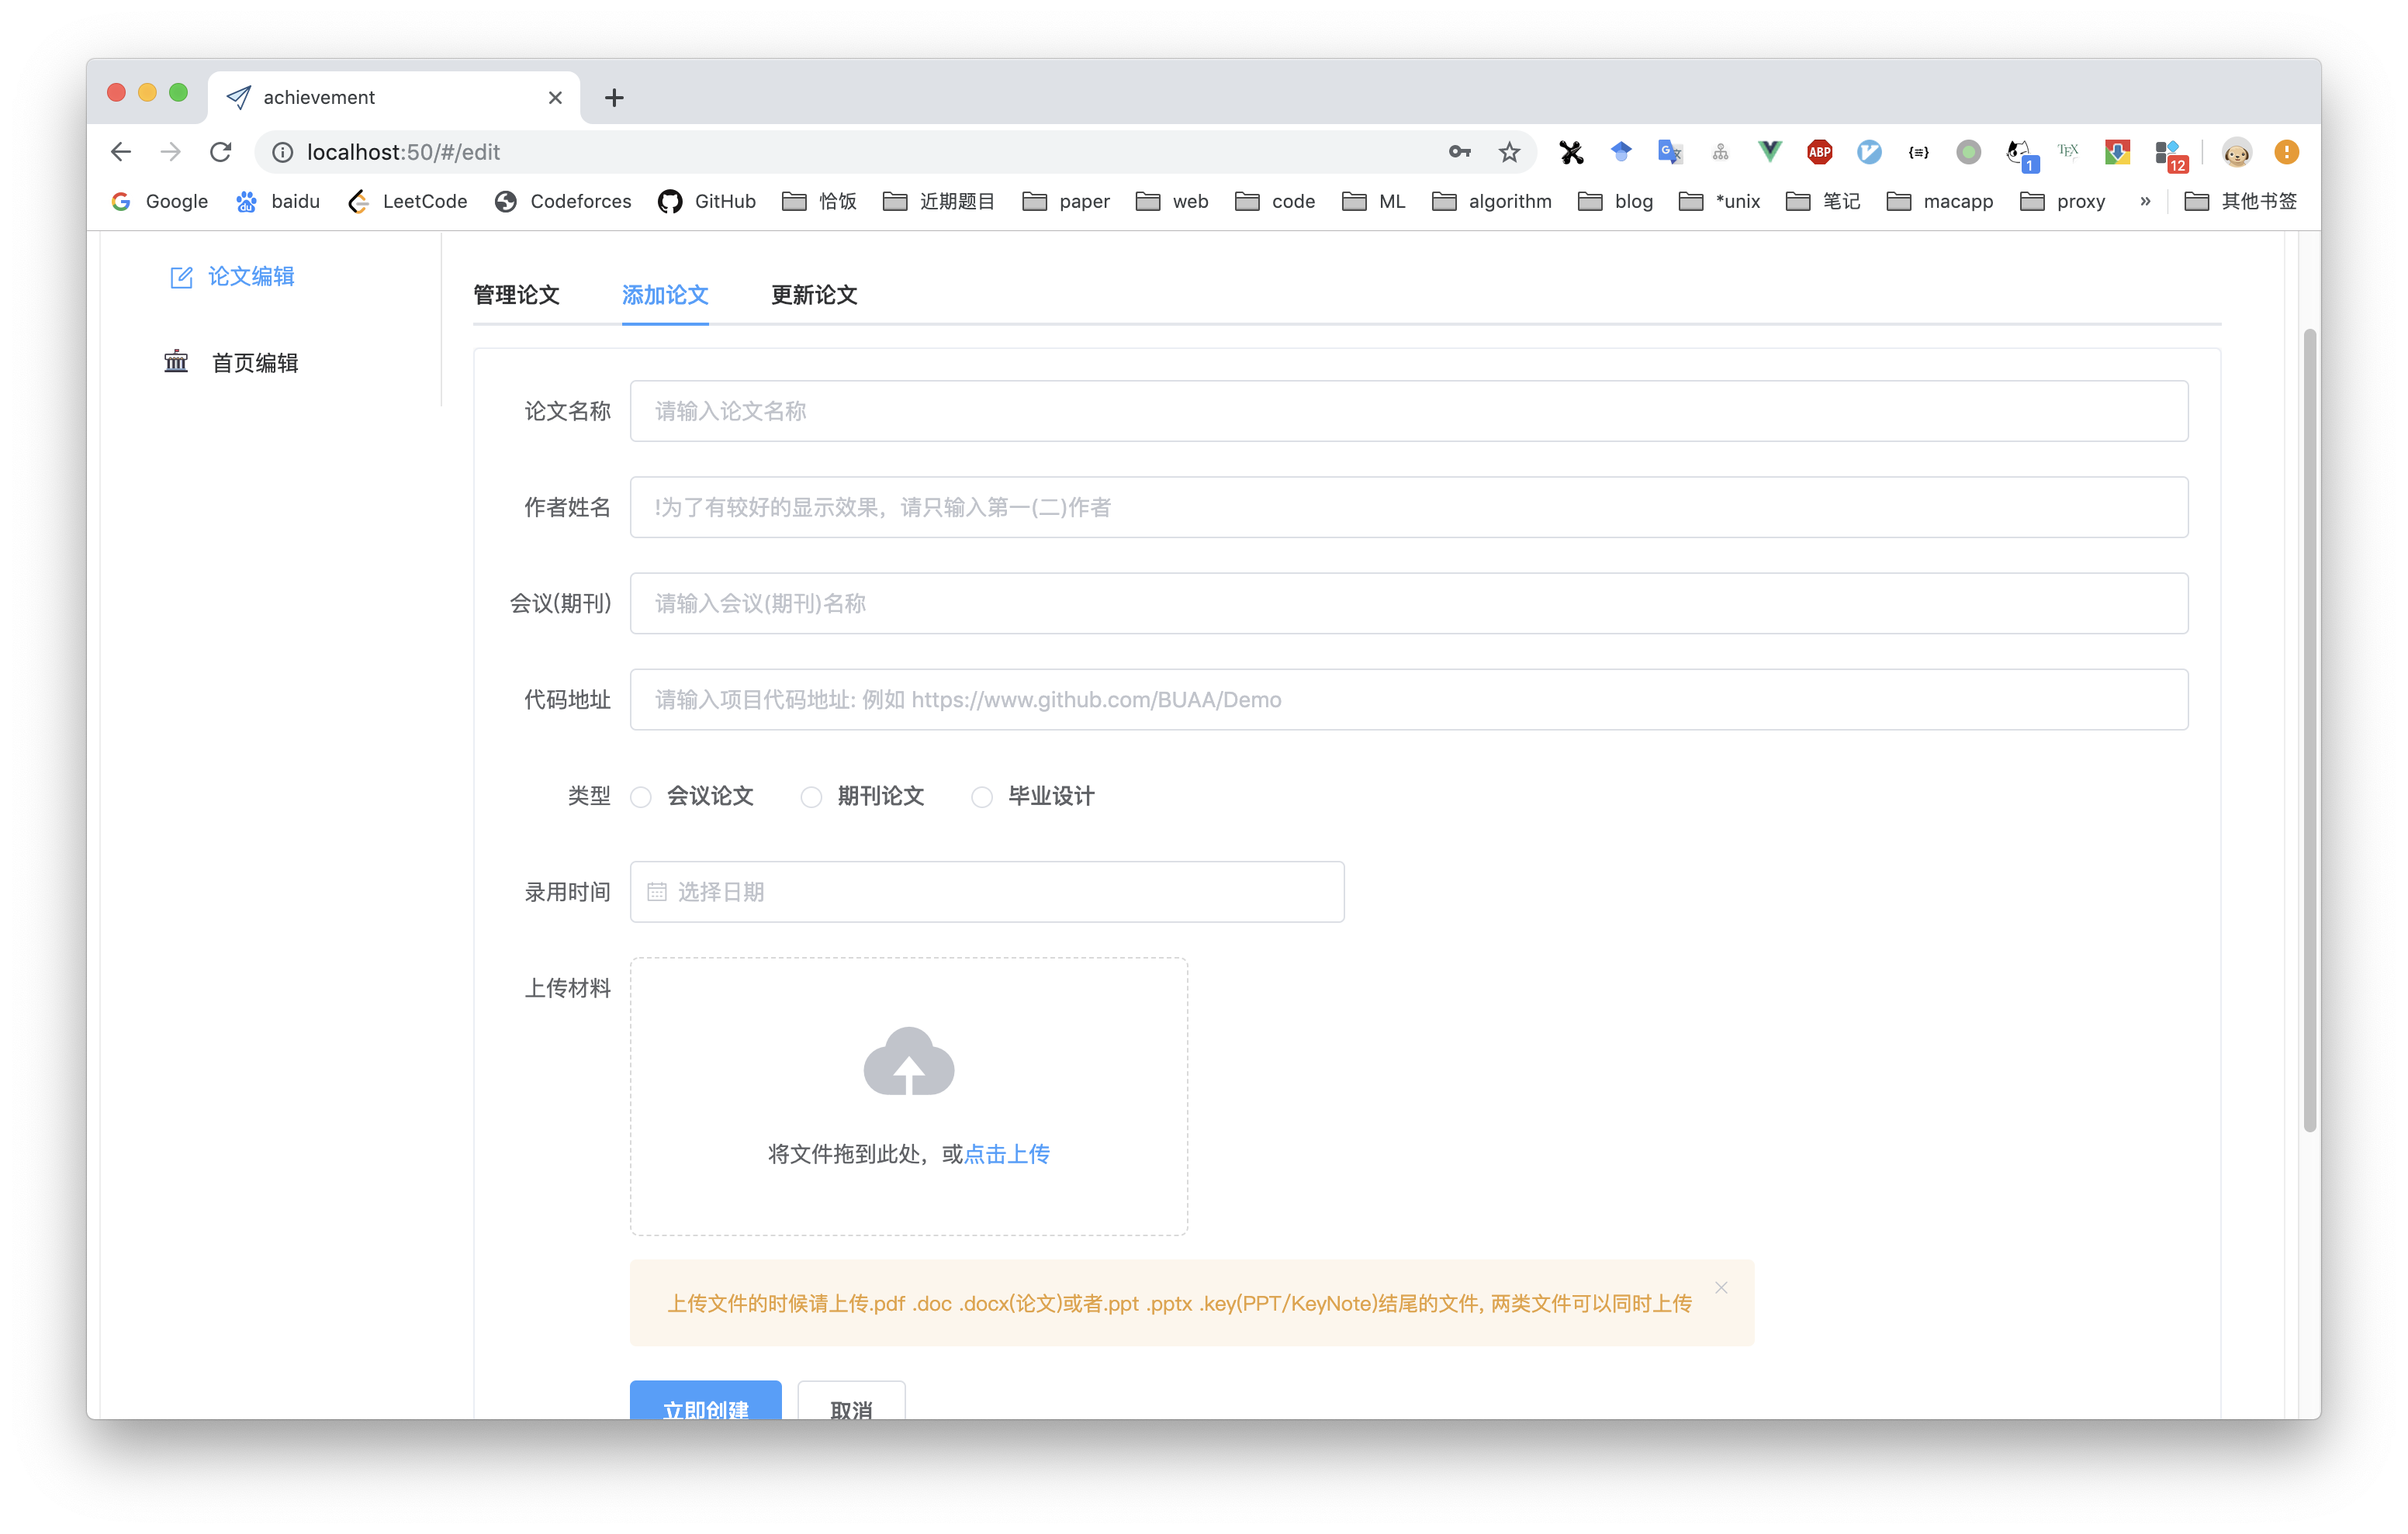 achievement
localhost:50/#/edit
ABP
1
TEX
12
Google baidu LeetCode Codeforces GitHub 恰饭 近期题目 paper web code ML algorithm blog *unix 笔记 macapp proxy » 其他书签
论文编辑
首页编辑
管理论文 添加论文 更新论文
论文名称 请输入论文名称
作者姓名 !为了有较好的显示效果，请只输入第一(二)作者
会议(期刊) 请输入会议(期刊)名称
代码地址 请输入项目代码地址: 例如 https://www.github.com/BUAA/Demo
类型 会议论文 期刊论文 毕业设计
录用时间 选择日期
上传材料
将文件拖到此处，或点击上传
上传文件的时候请上传.pdf .doc .docx(论文)或者.ppt .pptx .key(PPT/KeyNote)结尾的文件, 两类文件可以同时上传
立即创建 取消